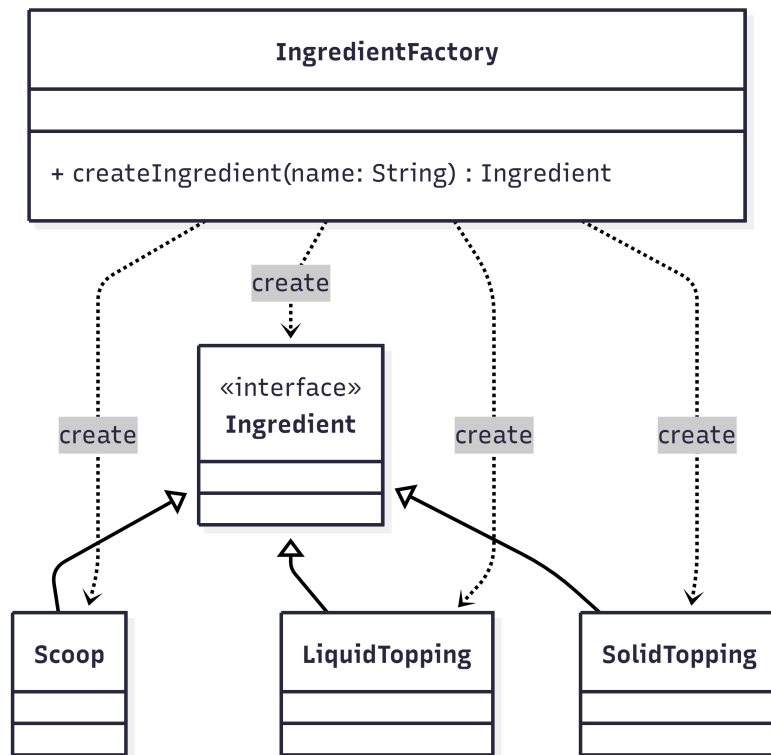 IngredientFactory
+ createIngredient(name: String) : Ingredient
create
«interface»
Ingredient
create
create
create
Scoop
LiquidTopping
SolidTopping